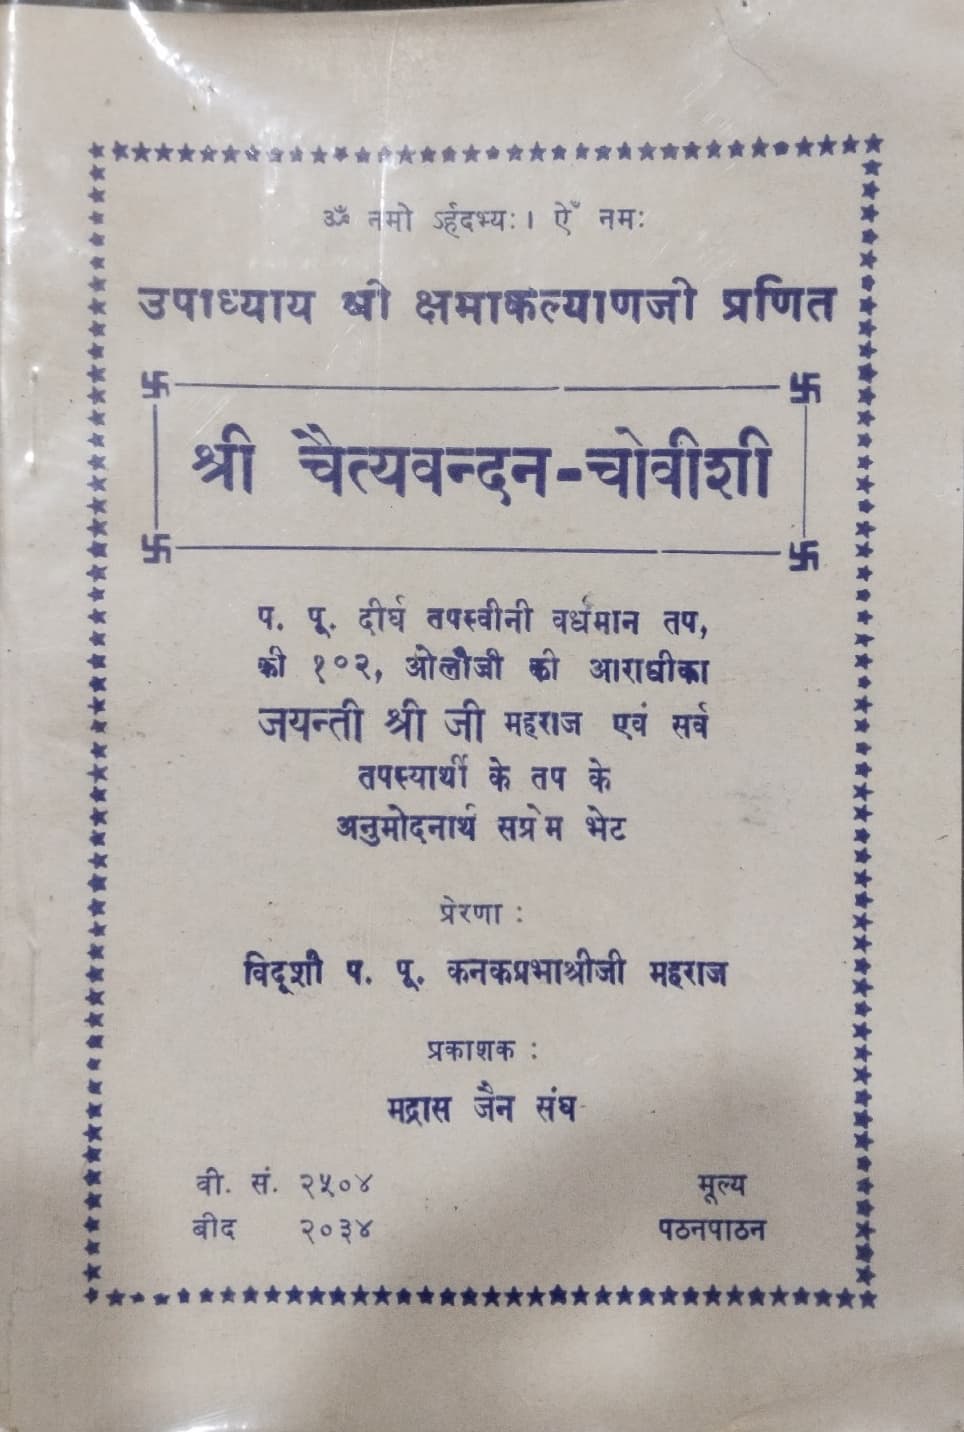 ॐ नमो ऽर्हदभ्यः। ऐँ नमः
उपाध्याय श्री क्षमाकल्याणजी प्रणित
श्री चैत्यवन्दन-चोवीशी
प. पू. दीर्घ तपस्वीनी वर्धमान तप,
की १०२, ओलीजी की आराधीका
जयन्ती श्री जी महराज एवं सर्व
तपस्यार्थी के तप के
अनुमोदनार्थ सप्रेम भेट
प्रेरणा :
विदूशी प. पू. कनकप्रभाश्रीजी महराज
प्रकाशक :
मद्रास जैन संघ
वी. सं. २५०४ मूल्य
बीद २०३४ पठनपाठन